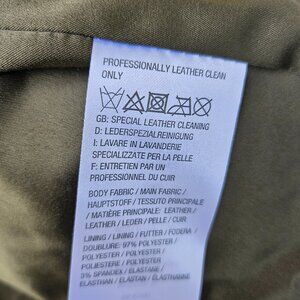 PROFESSIONALLY LEATHER CLEAN
ONLY
GB: SPECIAL LEATHER CLEANING
D: LEDERSPEZIALREINIGUNG
I: LAVARE IN LAVANDERIE
SPECIALIZZATE PER LA PELLE
F: ENTRETIEN PAR UN
PROFESSIONNEL DU CUIR
BODY FABRIC / MAIN FABRIC /
HAUPTSTOFF / TESSUTO PRINCIPALE
/ MATIÈRE PRINCIPALE: LEATHER /
LEATHER / LEDER / PELLE / CUIR
LINING / LINING / FUTTER / FODERA /
DOUBLURE: 97% POLYESTER /
POLYESTER / POLYESTER /
POLIESTERE / POLYESTER
3% SPANDEX / ELASTANE /
ELASTHAN / ELASTAN / ÉLASTHANNE